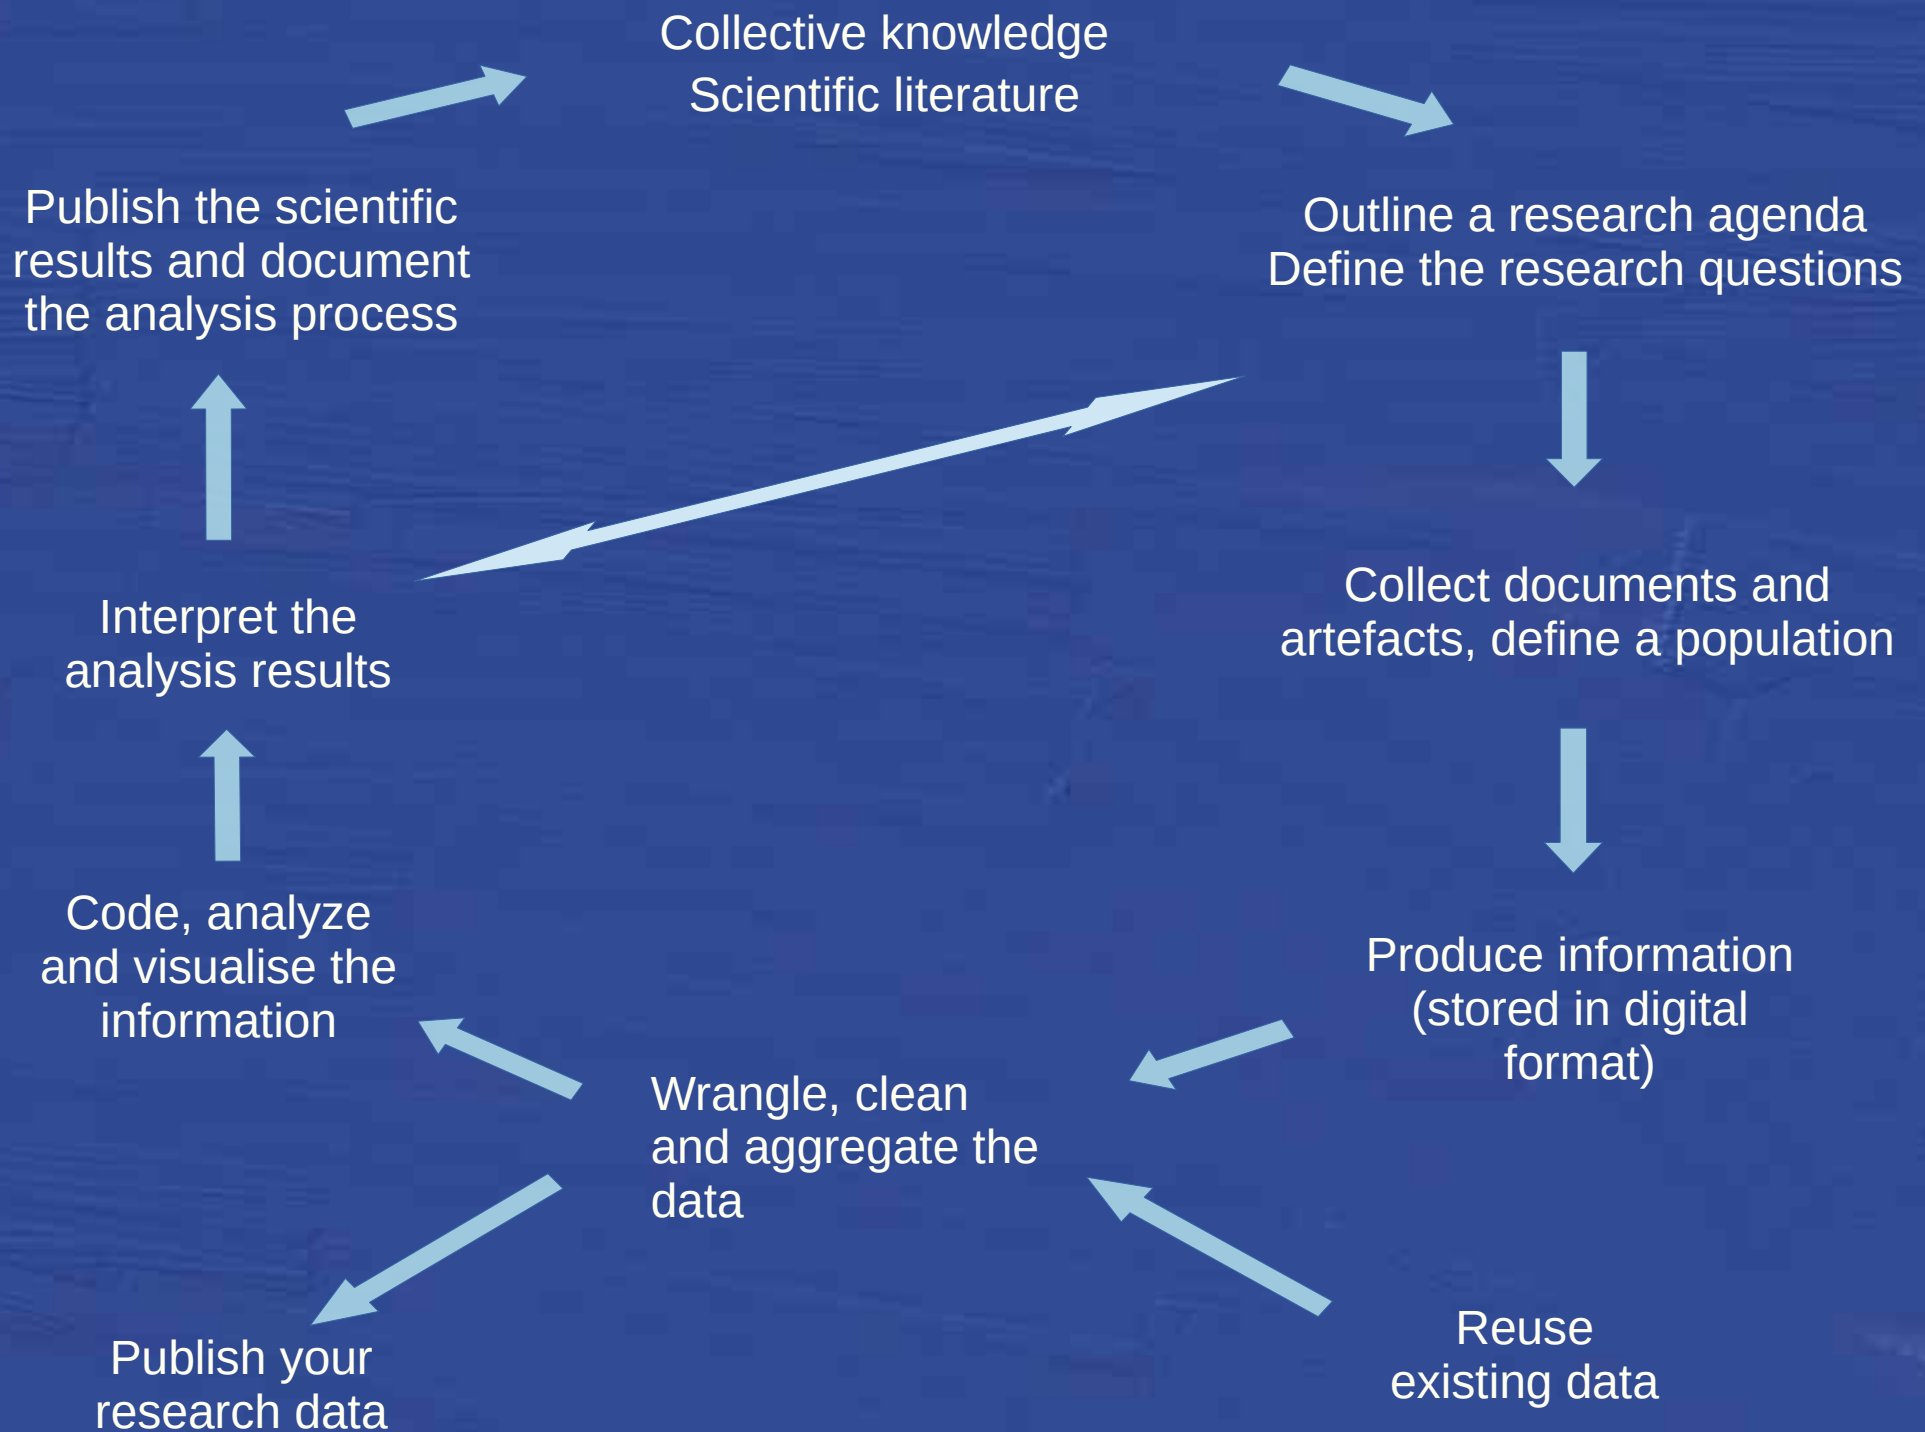 Collective knowledge
Scientific literature
Publish the scientific
results and document
the analysis process
Outline a research agenda
Define the research questions
Interpret the
analysis results
Collect documents and
artefacts, define a population
Code, analyze
and visualise the
information
Produce information
(stored in digital
format)
Wrangle, clean
and aggregate the
data
Publish your
research data
Reuse
existing data